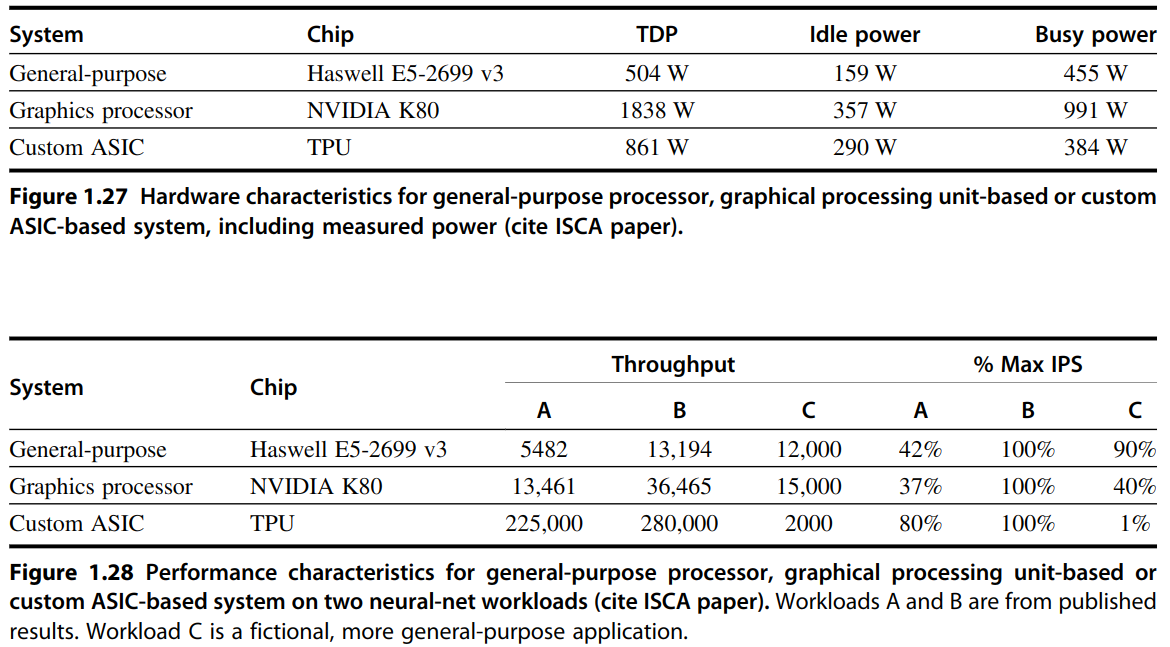 System Chip TDP Idle power Busy power
General-purpose Haswell E5-2699 v3 504 W 159 W 455 W
Graphics processor NVIDIA K80 1838 W 357 W 991 W
Custom ASIC TPU 861 W 290 W 384 W
Figure 1.27 Hardware characteristics for general-purpose processor, graphical processing unit-based or custom
ASIC-based system, including measured power (cite ISCA paper).
Throughput % Max IPS
System Chip
A B C A B C
General-purpose Haswell E5-2699 v3 5482 13,194 12,000 42% 100% 90%
Graphics processor NVIDIA K80 13,461 36,465 15,000 37% 100% 40%
Custom ASIC TPU 225,000 280,000 2000 80% 100% 1%
Figure 1.28 Performance characteristics for general-purpose processor, graphical processing unit-based or
custom ASIC-based system on two neural-net workloads (cite ISCA paper). Workloads A and B are from published
results. Workload C is a fictional, more general-purpose application.